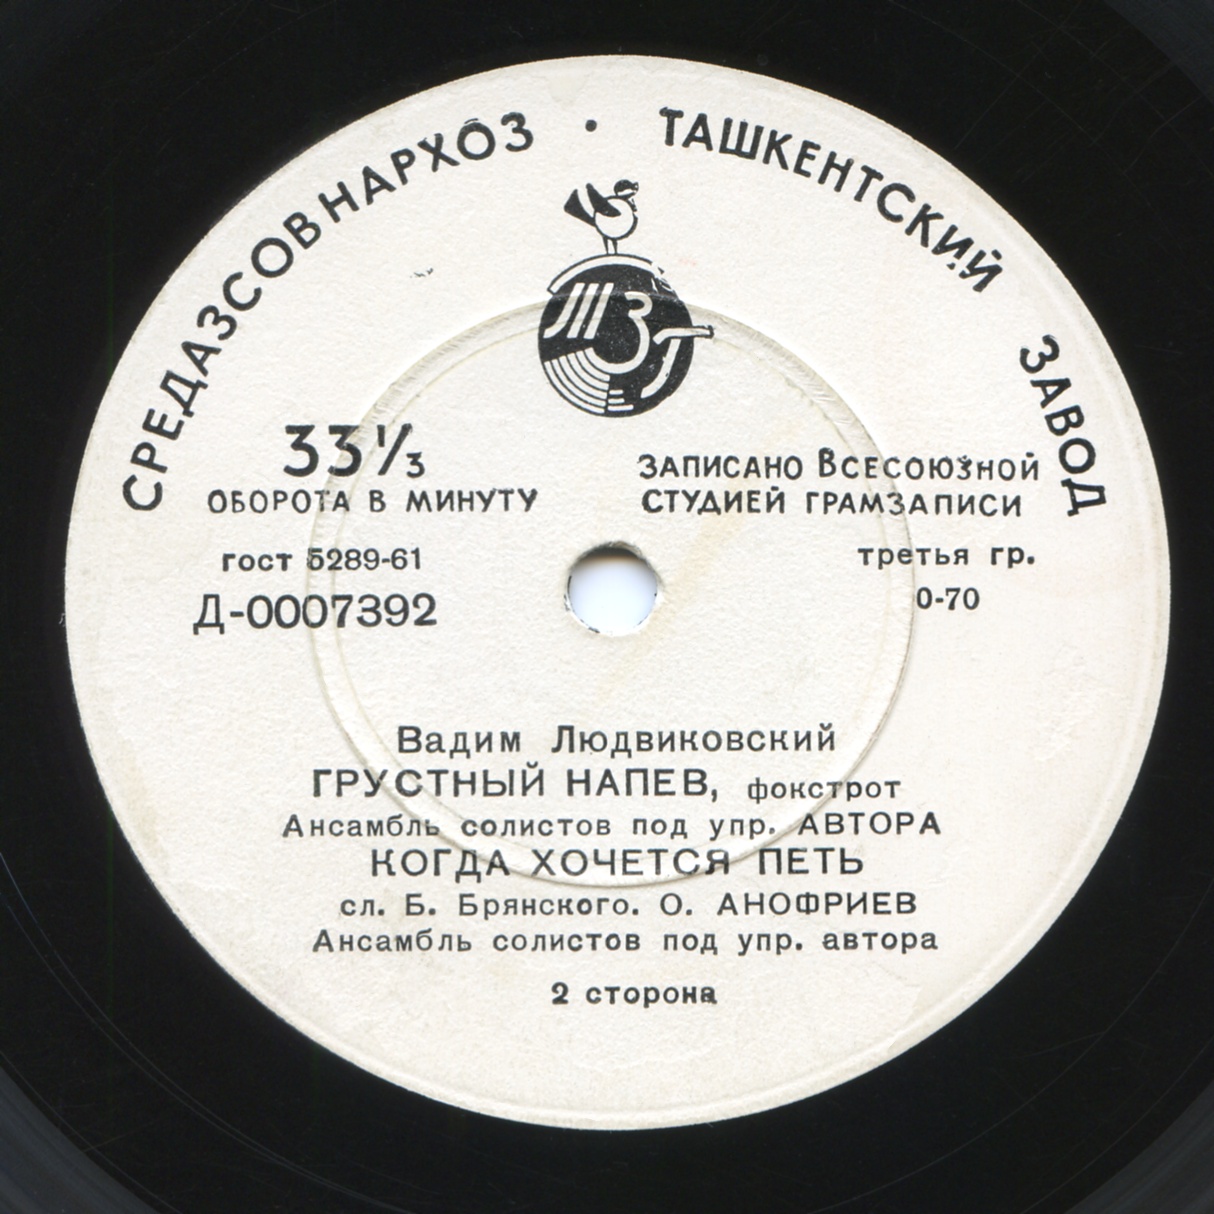 СРЕДАЗСОВНАРХОЗ · ТАШКЕНТСКИЙ ЗАВОД
ТЗГ
33⅓
ОБОРОТА В МИНУТУ
ЗАПИСАНО ВСЕСОЮЗНОЙ
СТУДИЕЙ ГРАМЗАПИСИ
гост 5289-61
третья гр.
Д-0007392
0-70
Вадим Людвиковский
ГРУСТНЫЙ НАПЕВ, фокстрот
Ансамбль солистов под упр. АВТОРА
КОГДА ХОЧЕТСЯ ПЕТЬ
сл. Б. Брянского. О. АНОФРИЕВ
Ансамбль солистов под упр. автора
2 сторона